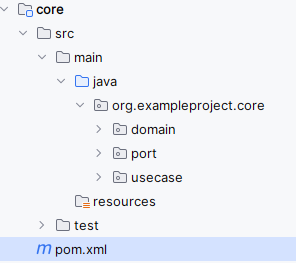 core
src
main
java
org.exampleproject.core
domain
port
usecase
resources
test
m pom.xml